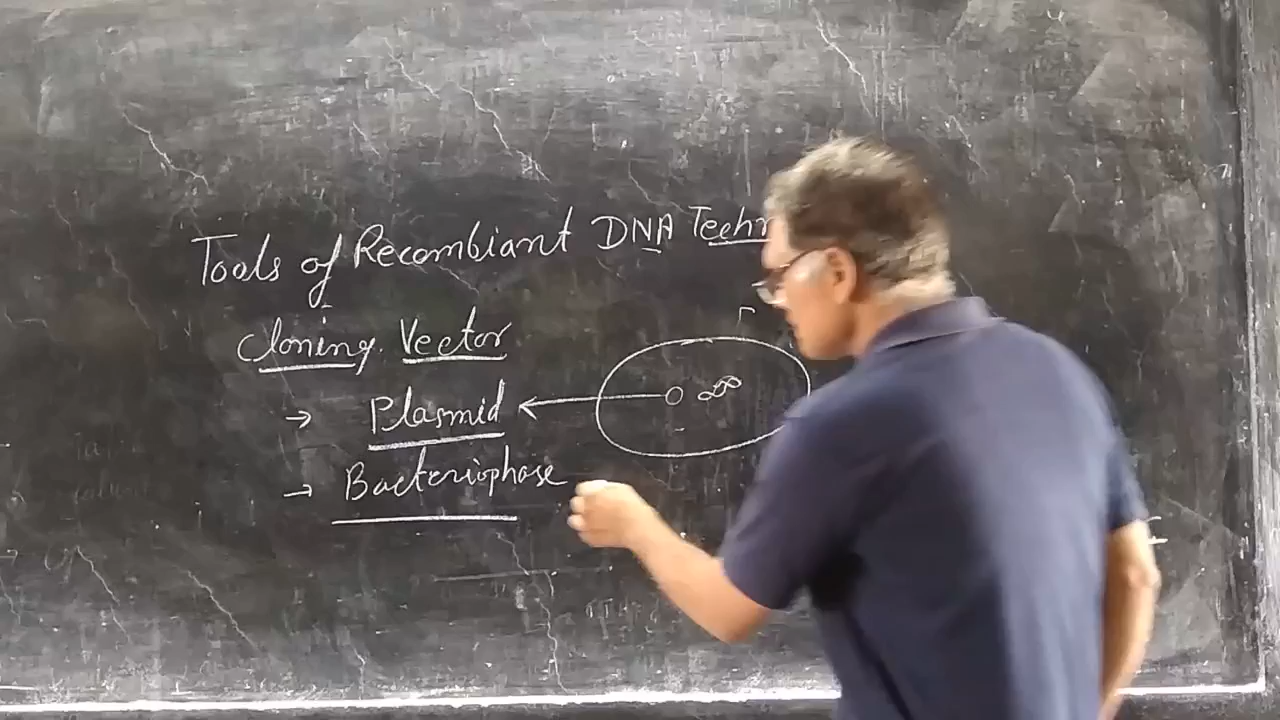 Tools of Recombiant DNA Techn
Cloning Vector
→ Plasmid
→ Bacteriophase